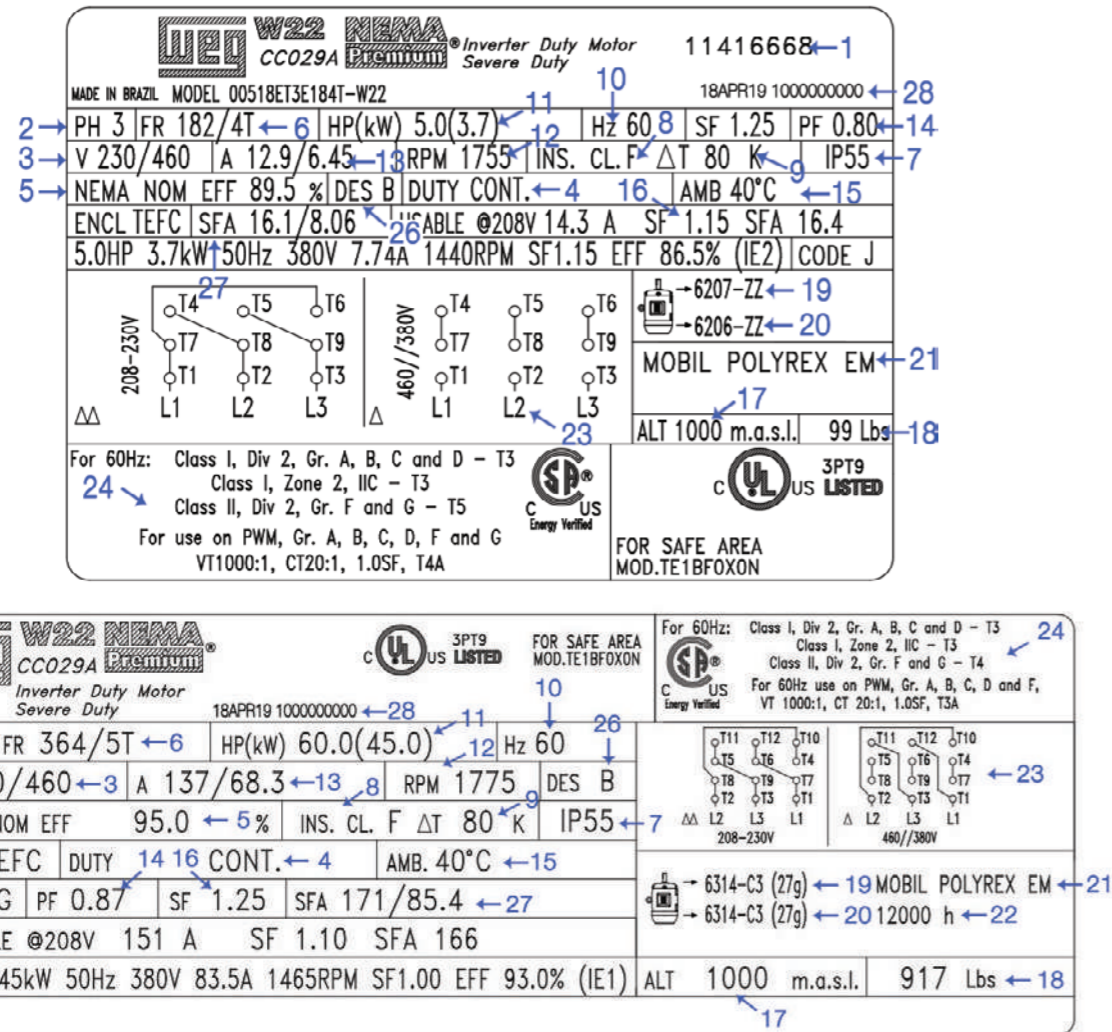 WEG W22 NEMA Premium® Inverter Duty Motor 11416668 1
CC029A Severe Duty
10
MADE IN BRAZIL MODEL 00518ET3E184T-W22 18APR19 1000000000 28
11
2 PH 3 FR 182/4T 6 HP(kW) 5.0(3.7) Hz 60 8 SF 1.25 PF 0.80 14
12
3 V 230/460 A 12.9/6.45 13 RPM 1755 INS. CL. F ΔT 80 K IP55 7
9
5 NEMA NOM EFF 89.5 % DES B DUTY CONT. 4 16 AMB 40°C 15
ENCL TEFC SFA 16.1/8.06 26 USABLE @208V 14.3 A SF 1.15 SFA 16.4
5.0HP 3.7kW 50Hz 380V 7.74A 1440RPM SF1.15 EFF 86.5% (IE2) CODE J
27
208-230V
T4 T5 T6
T7 T8 T9
T1 T2 T3
ΔΔ L1 L2 L3
460//380V
T4 T5 T6
T7 T8 T9
T1 T2 T3
Δ L1 L2 L3
23
6207-ZZ 19
6206-ZZ 20
MOBIL POLYREX EM 21
17
ALT 1000 m.a.s.l. 99 Lbs 18
For 60Hz: Class I, Div 2, Gr. A, B, C and D - T3
24 Class I, Zone 2, IIC - T3
Class II, Div 2, Gr. F and G - T5
For use on PWM, Gr. A, B, C, D, F and G
VT1000:1, CT20:1, 1.0SF, T4A
SA®
C US
Energy Verified
C UL US 3PT9
LISTED
FOR SAFE AREA
MOD.TE1BF0X0N
W22 NEMA Premium®
CC029A
Inverter Duty Motor
Severe Duty
C UL US 3PT9
LISTED
FOR SAFE AREA
MOD.TE1BF0X0N
18APR19 1000000000 28
10
For 60Hz: Class I, Div 2, Gr. A, B, C and D - T3 24
Class I, Zone 2, IIC - T3
Class II, Div 2, Gr. F and G - T4
For 60Hz use on PWM, Gr. A, B, C, D and F,
VT 1000:1, CT 20:1, 1.0SF, T3A
SA®
C US
Energy Verified
11 26
FR 364/5T 6 HP(kW) 60.0(45.0) 12 Hz 60
0/460 3 A 137/68.3 13 8 RPM 1775 DES B
9
NOM EFF 95.0 5 % INS. CL. F ΔT 80 K IP55 7
EFC DUTY 14 16 CONT. 4 AMB. 40°C 15
G PF 0.87 SF 1.25 SFA 171/85.4 27
LE @208V 151 A SF 1.10 SFA 166
45kW 50Hz 380V 83.5A 1465RPM SF1.00 EFF 93.0% (IE1)
T11 T12 T10
T5 T6 T4
T8 T9 T7
T2 T3 T1
ΔΔ L2 L3 L1
208-230V
T11 T12 T10
T5 T6 T4
T8 T9 T7
T2 T3 T1
Δ L2 L3 L1
460//380V
23
6314-C3 (27g) 19 MOBIL POLYREX EM 21
6314-C3 (27g) 20 12000 h 22
ALT 1000 m.a.s.l. 917 Lbs 18
17